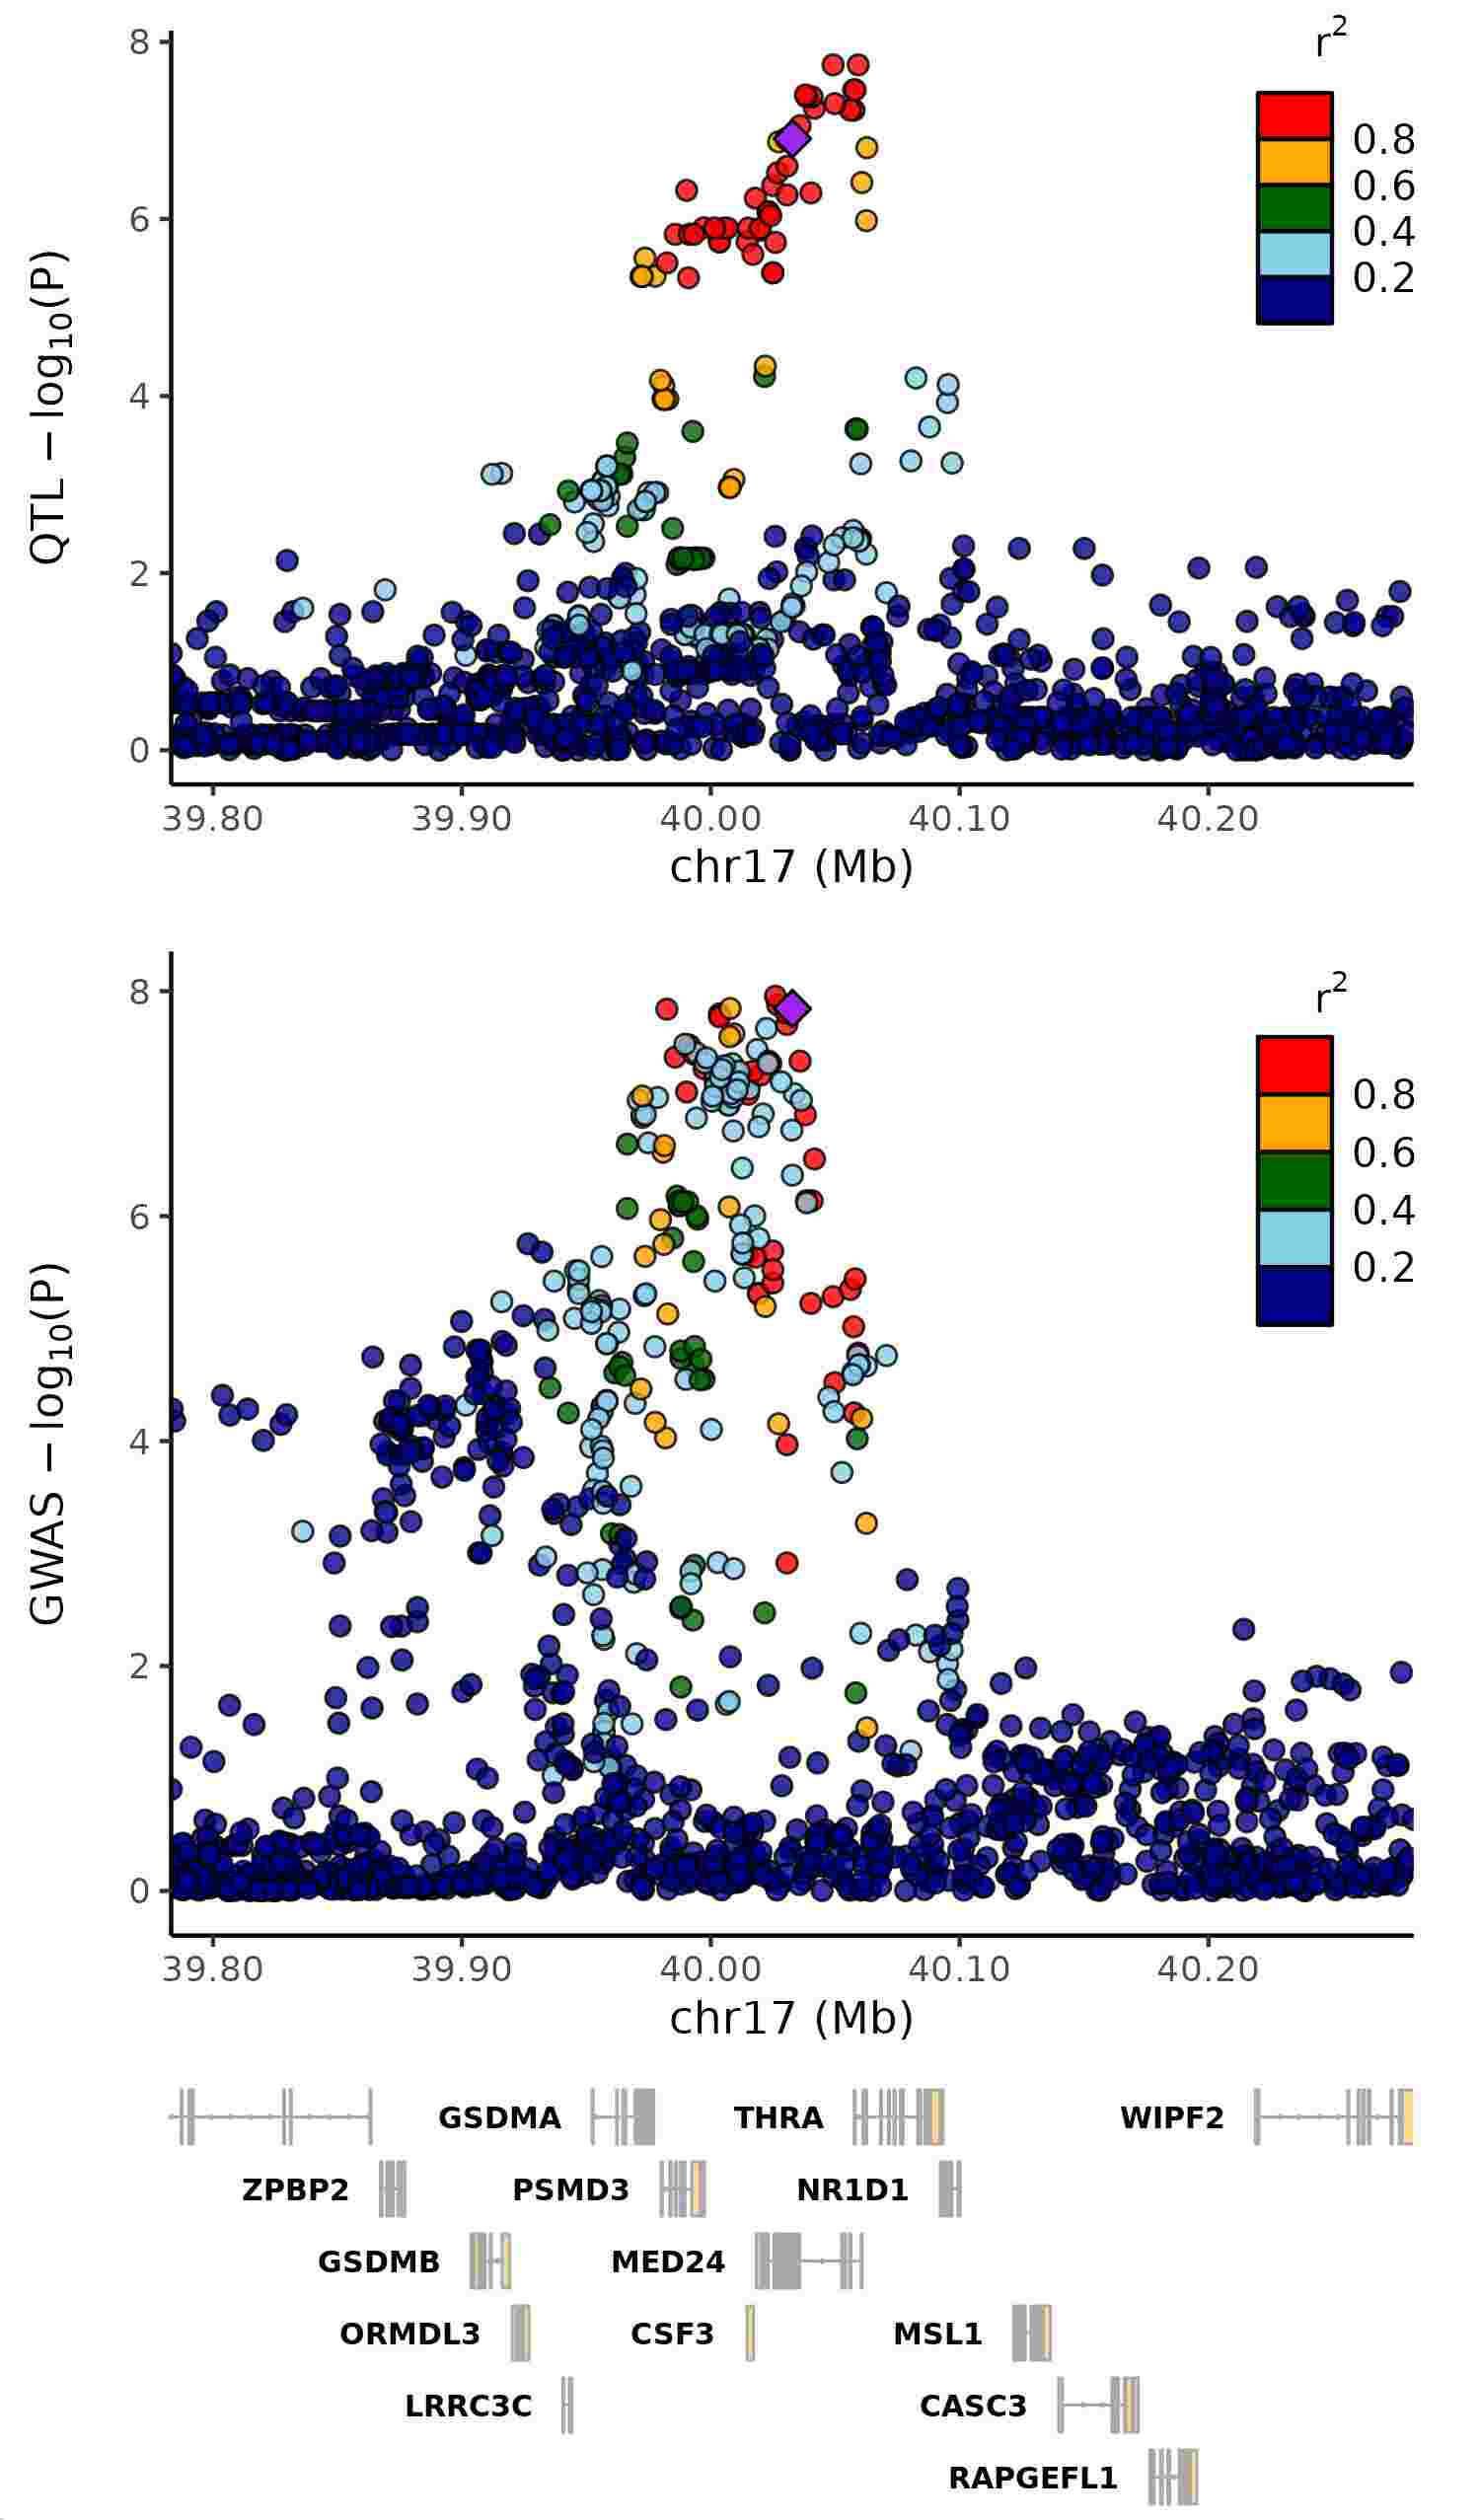 r²
8
6
4
2
0
0.8
0.6
0.4
0.2
QTL − log₁₀(P)
39.80 39.90 40.00 40.10 40.20
chr17 (Mb)
r²
8
6
4
2
0
0.8
0.6
0.4
0.2
GWAS − log₁₀(P)
39.80 39.90 40.00 40.10 40.20
chr17 (Mb)
GSDMA THRA WIPF2
ZPBP2 PSMD3 NR1D1
GSDMB MED24
ORMDL3 CSF3 MSL1
LRRC3C CASC3
RAPGEFL1